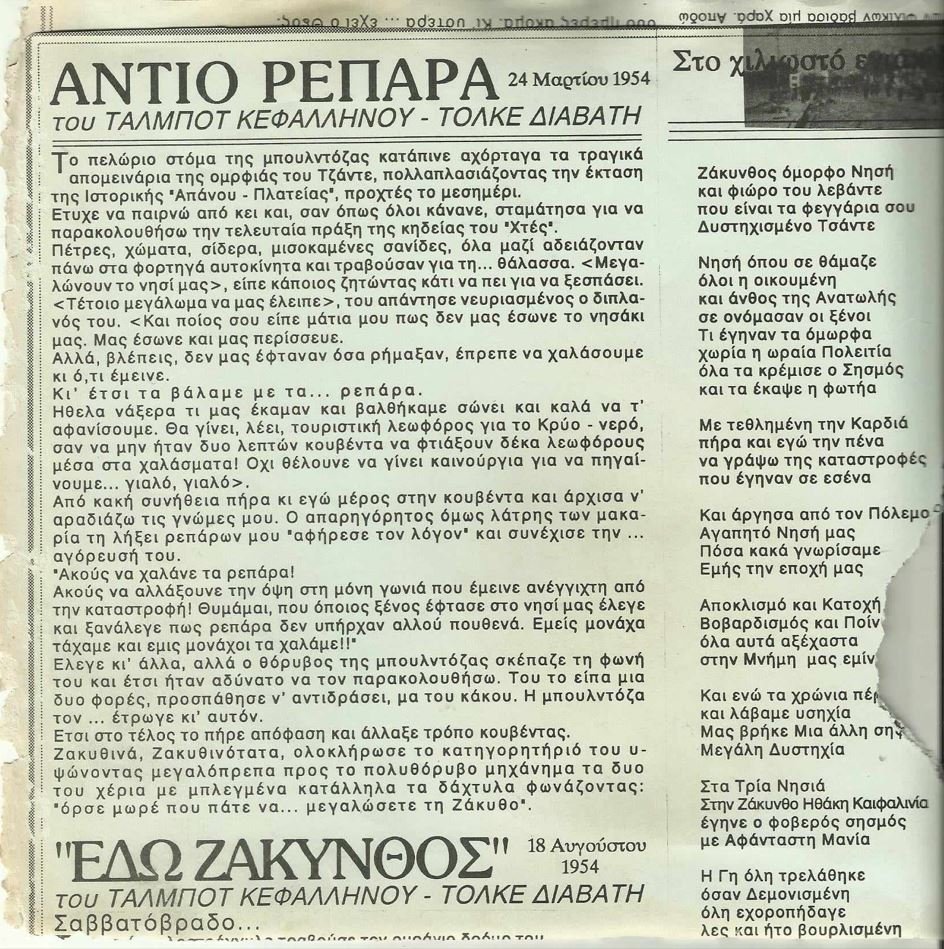 ΑΝΤΙΟ ΡΕΠΑΡΑ 24 Μαρτίου 1954
του ΤΑΛΜΠΟΤ ΚΕΦΑΛΛΗΝΟΥ - ΤΟΛΚΕ ΔΙΑΒΑΤΗ
Το πελώριο στόμα της μπουλντόζας κατάπινε αχόρταγα τα τραγικά
απομεινάρια της ομρφιάς του Τζάντε, πολλαπλασιάζοντας την έκταση
της Ιστορικής "Απάνου - Πλατείας", προχτές το μεσημέρι.
Ετυχε να παιρνώ από κει και, σαν όπως όλοι κάνανε, σταμάτησα για να
παρακολουθήσω την τελευταία πράξη της κηδείας του "Χτές".
Πέτρες, χώματα, σίδερα, μισοκαμένες σανίδες, όλα μαζί αδειάζονταν
πάνω στα φορτηγά αυτοκίνητα και τραβούσαν για τη... θάλασσα. <Μεγα-
λώνουν το νησί μας>, είπε κάποιος ζητώντας κάτι να πει για να ξεσπάσει.
<Τέτοιο μεγάλωμα να μας έλειπε>, του απάντησε νευριασμένος ο διπλα-
νός του. <Και ποίος σου είπε μάτια μου πως δεν μας έσωνε το νησάκι
μας. Μας έσωνε και μας περίσσευε.
Αλλά, βλέπεις, δεν μας έφταναν όσα ρήμαξαν, έπρεπε να χαλάσουμε
κι ό,τι έμεινε.
Κι' έτσι τα βάλαμε με τα... ρεπάρα.
Ηθελα νάξερα τι μας έκαμαν και βαλθήκαμε σώνει και καλά να τ'
αφανίσουμε. Θα γίνει, λέει, τουριστική λεωφόρος για το Κρύο - νερό,
σαν να μην ήταν δυο λεπτών κουβέντα να φτιάξουν δέκα λεωφόρους
μέσα στα χαλάσματα! Οχι θέλουνε να γίνει καινούργια για να πηγαί-
νουμε... γιαλό, γιαλό>.
Από κακή συνήθεια πήρα κι εγώ μέρος στην κουβέντα και άρχισα ν'
αραδιάζω τις γνώμες μου. Ο απαρηγόρητος όμως λάτρης των μακα-
ρία τη λήξει ρεπάρων μου "αφήρεσε τον λόγον" και συνέχισε την ...
αγόρευσή του.
"Ακούς να χαλάνε τα ρεπάρα!
Ακούς να αλλάξουνε την όψη στη μόνη γωνιά που έμεινε ανέγγιχτη από
την καταστροφή! Θυμάμαι, που όποιος ξένος έφτασε στο νησί μας έλεγε
και ξανάλεγε πως ρεπάρα δεν υπήρχαν αλλού πουθενά. Εμείς μονάχα
τάχαμε και εμις μονάχοι τα χαλάμε!!"
Ελεγε κι' άλλα, αλλά ο θόρυβος της μπουλντόζας σκέπαζε τη φωνή
του και έτσι ήταν αδύνατο να τον παρακολουθήσω. Του το είπα μια
δυο φορές, προσπάθησε ν' αντιδράσει, μα του κάκου. Η μπουλντόζα
τον ... έτρωγε κι' αυτόν.
Ετσι στο τέλος το πήρε απόφαση και άλλαξε τρόπο κουβέντας.
Ζακυθινά, Ζακυθινότατα, ολοκλήρωσε το κατηγορητήριό του υ-
ψώνοντας μεγαλόπρεπα προς το πολυθόρυβο μηχάνημα τα δυο
του χέρια με μπλεγμένα κατάλληλα τα δάχτυλα φωνάζοντας:
"όρσε μωρέ που πάτε να... μεγαλώσετε τη Ζάκυθο".
"ΕΔΩ ΖΑΚΥΝΘΟΣ" 18 Αυγούστου
1954
του ΤΑΛΜΠΟΤ ΚΕΦΑΛΛΗΝΟΥ - ΤΟΛΚΕ ΔΙΑΒΑΤΗ
Σαββατόβραδο...
Στο χιλιωστό
Ζάκυνθος όμορφο Νησή
και φιώρο του λεβάντε
που είναι τα φεγγάρια σου
Δυστηχισμένο Τσάντε
Νησή όπου σε θάμαζε
όλοι η οικουμένη
και άνθος της Ανατωλής
σε ονόμασαν οι ξένοι
Τι έγηναν τα όμωρφα
χωρία η ωραία Πολειτία
όλα τα κρέμισε ο Σησμός
και τα έκαψε η φωτήα
Με τεθλημένη την Καρδιά
πήρα και εγώ την πένα
να γράψω της καταστροφές
που έγηναν σε εσένα
Και άργησα από τον Πόλεμο
Αγαπητό Νησή μας
Πόσα κακά γνωρίσαμε
Εμής την εποχή μας
Αποκλισμό και Κατοχή
Βοβαρδισμός και
όλα αυτά αξέχαστα
στην Μνήμη μας
Και ενώ τα χρόνια
και λάβαμε υσηχία
Μας βρήκε Μια άλλη
Μεγάλη Δυστηχία
Στα Τρία Νησιά
Στην Ζάκυνθο Ηθάκη Καιφαλινία
έγηνε ο φοβερός σησμός
με Αφάνταστη Μανία
Η Γη όλη τρελάθηκε
όσαν Δεμονισμένη
όλη εχοροπήδαγε
λες και ήτο βουρλισμένη